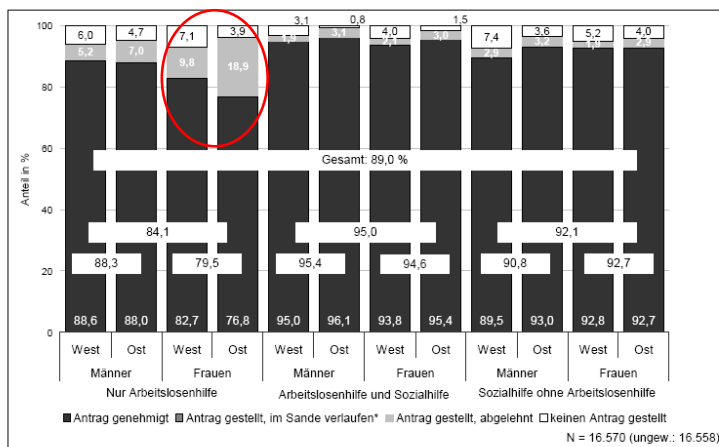 100
80
60
40
20
0
Anteil in %
6,0 4,7 7,1 3,9 3,1 0,8 4,0 1,5 7,4 3,6 5,2 4,0
5,2 7,0 9,8 18,9 1,9 3,1 2,1 3,0 2,9 3,2 1,9 2,9
Gesamt: 89,0 %
84,1 95,0 92,1
88,3 79,5 95,4 94,6 90,8 92,7
88,6 88,0 82,7 76,8 95,0 96,1 93,8 95,4 89,5 93,0 92,8 92,7
West Ost West Ost West Ost West Ost West Ost West Ost
Männer Frauen Männer Frauen Männer Frauen
Nur Arbeitslosenhilfe Arbeitslosenhilfe und Sozialhilfe Sozialhilfe ohne Arbeitslosenhilfe
Antrag genehmigt Antrag gestellt, im Sande verlaufen* Antrag gestellt, abgelehnt keinen Antrag gestellt
N = 16.570 (ungew.: 16.558)